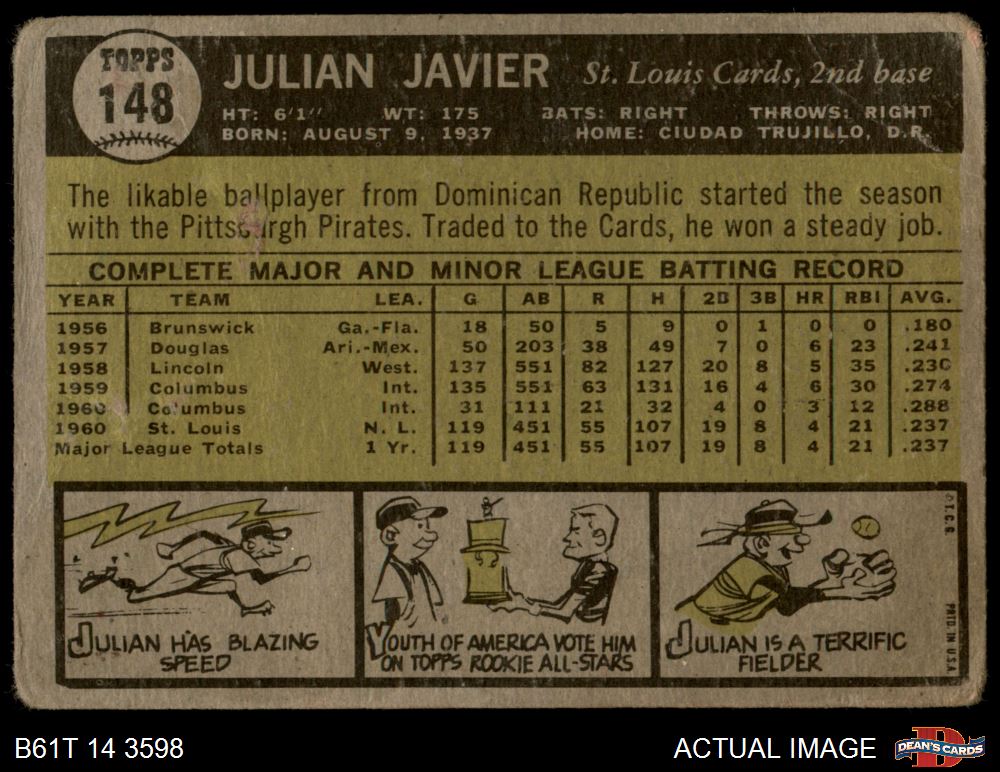 TOPPS
148
JULIAN JAVIER St. Louis Cards, 2nd base
HT: 6'1" WT: 175 BATS: RIGHT THROWS: RIGHT
BORN: AUGUST 9, 1937 HOME: CIUDAD TRUJILLO, D.R.
The likable ballplayer from Dominican Republic started the season
with the Pittsburgh Pirates. Traded to the Cards, he won a steady job.
COMPLETE MAJOR AND MINOR LEAGUE BATTING RECORD
YEAR TEAM LEA. G AB R H 2B 3B HR RBI AVG.
1956 Brunswick Ga.-Fla. 18 50 5 9 0 1 0 0 .180
1957 Douglas Ari.-Mex. 50 203 38 49 7 0 6 23 .241
1958 Lincoln West. 137 551 82 127 20 8 5 35 .230
1959 Columbus Int. 135 551 63 131 16 4 6 30 .274
1960 Columbus Int. 31 111 21 32 4 0 3 12 .288
1960 St. Louis N. L. 119 451 55 107 19 8 4 21 .237
Major League Totals 1 Yr. 119 451 55 107 19 8 4 21 .237
JULIAN HAS BLAZING
SPEED
YOUTH OF AMERICA VOTE HIM
ON TOPPS ROOKIE ALL-STARS
JULIAN IS A TERRIFIC
FIELDER
©T.C.G.
PRTD. IN U.S.A.
B61T 14 3598
ACTUAL IMAGE
DEAN'S CARDS